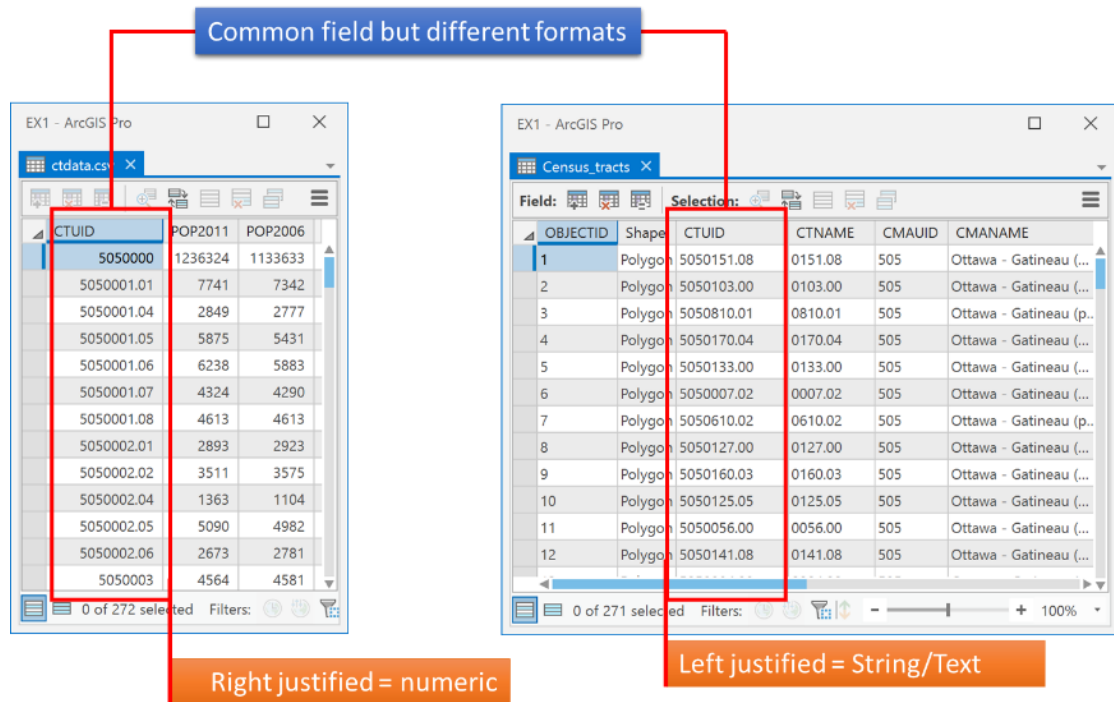 Common field but different formats
EX1 - ArcGIS Pro
ctdata.csv
CTUID POP2011 POP2006
5050000 1236324 1133633
5050001.01 7741 7342
5050001.04 2849 2777
5050001.05 5875 5431
5050001.06 6238 5883
5050001.07 4324 4290
5050001.08 4613 4613
5050002.01 2893 2923
5050002.02 3511 3575
5050002.04 1363 1104
5050002.05 5090 4982
5050002.06 2673 2781
5050003 4564 4581
0 of 272 selected Filters:
Right justified = numeric
EX1 - ArcGIS Pro
Census_tracts
Field: Selection:
OBJECTID Shape CTUID CTNAME CMAUID CMANAME
1 Polygon 5050151.08 0151.08 505 Ottawa - Gatineau (...
2 Polygon 5050103.00 0103.00 505 Ottawa - Gatineau (...
3 Polygon 5050810.01 0810.01 505 Ottawa - Gatineau (p..
4 Polygon 5050170.04 0170.04 505 Ottawa - Gatineau (...
5 Polygon 5050133.00 0133.00 505 Ottawa - Gatineau (...
6 Polygon 5050007.02 0007.02 505 Ottawa - Gatineau (...
7 Polygon 5050610.02 0610.02 505 Ottawa - Gatineau (p..
8 Polygon 5050127.00 0127.00 505 Ottawa - Gatineau (...
9 Polygon 5050160.03 0160.03 505 Ottawa - Gatineau (...
10 Polygon 5050125.05 0125.05 505 Ottawa - Gatineau (...
11 Polygon 5050056.00 0056.00 505 Ottawa - Gatineau (...
12 Polygon 5050141.08 0141.08 505 Ottawa - Gatineau (...
0 of 271 selected Filters: - + 100%
Left justified = String/Text